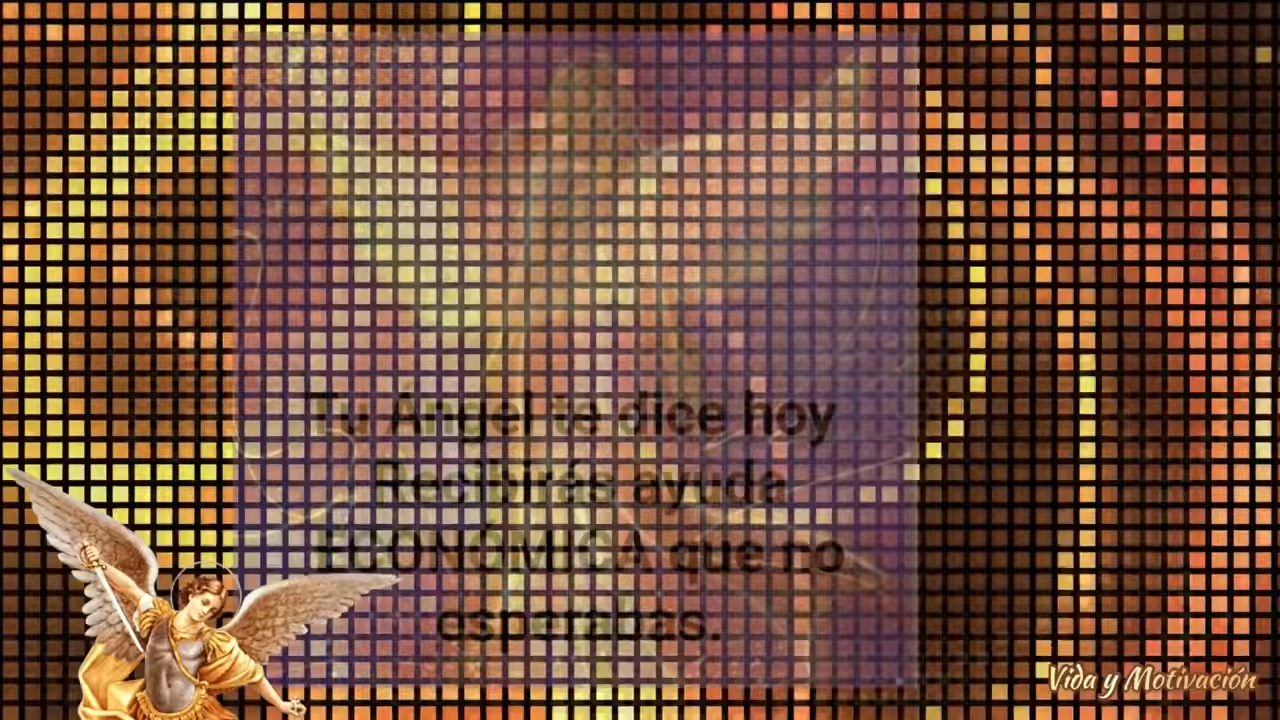 Tu Ángel te dice hoy
Recibirás ayuda
ECONÓMICA que no
esperabas.
Vida y Motivación